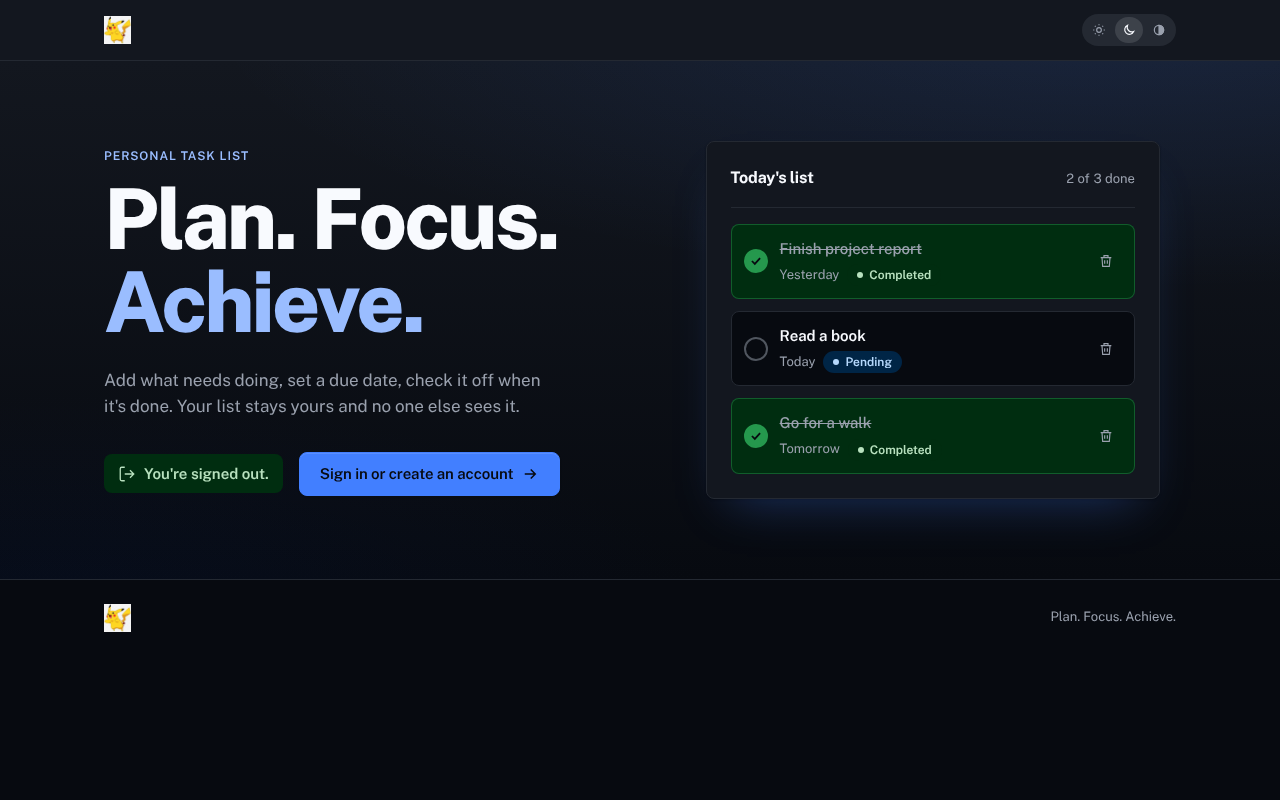 PERSONAL TASK LIST
Plan. Focus.
Achieve.
Add what needs doing, set a due date, check it off when
it's done. Your list stays yours and no one else sees it.
You're signed out.
Sign in or create an account
Today's list
2 of 3 done
Finish project report
Yesterday
Completed
Read a book
Today
Pending
Go for a walk
Tomorrow
Completed
Plan. Focus. Achieve.